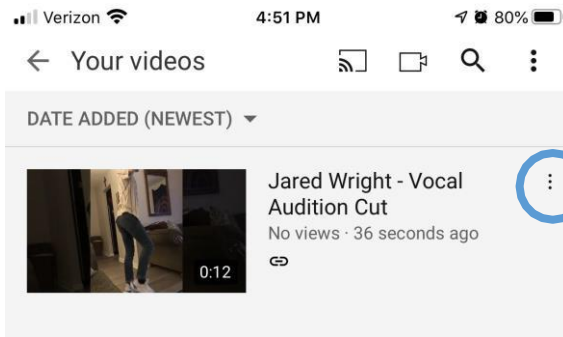 Verizon 4:51 PM 80%
Your videos
DATE ADDED (NEWEST)
Jared Wright - Vocal
Audition Cut
No views · 36 seconds ago
0:12